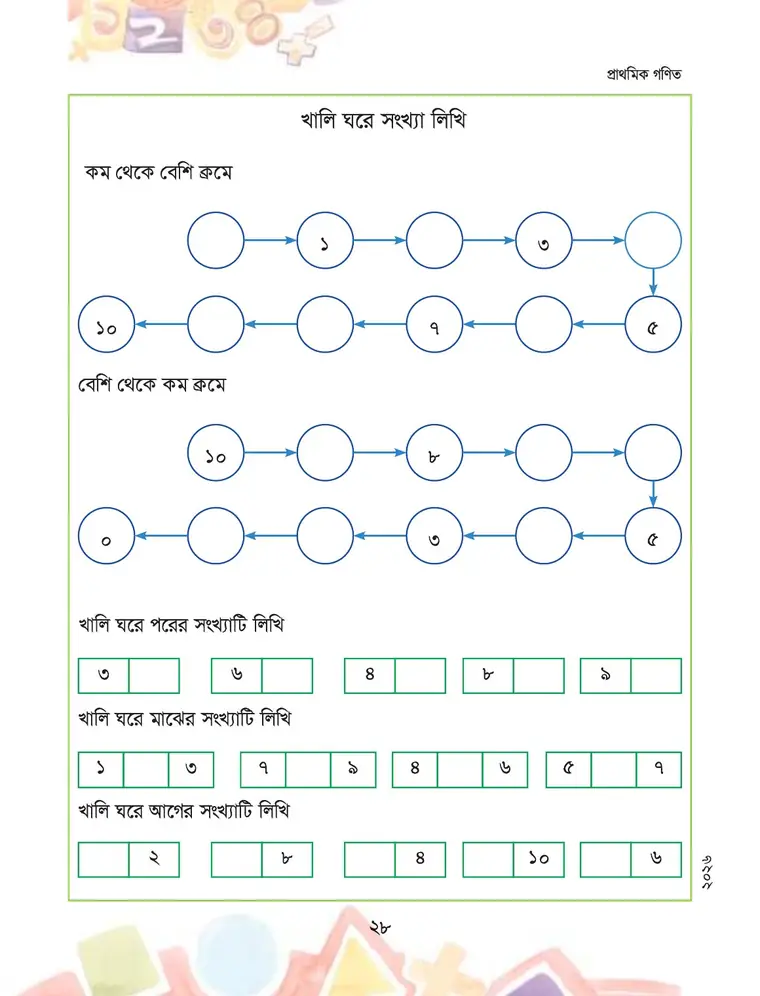 প্রাথমিক গণিত
খালি ঘরে সংখ্যা লিখি
কম থেকে বেশি ক্রমে
১ ৩
১০ ৭ ৫
বেশি থেকে কম ক্রমে
১০ ৮
০ ৩ ৫
খালি ঘরে পরের সংখ্যাটি লিখি
৩ ৬ ৪ ৮ ৯
খালি ঘরে মাঝের সংখ্যাটি লিখি
১ ৩ ৭ ৯ ৪ ৬ ৫ ৭
খালি ঘরে আগের সংখ্যাটি লিখি
২ ৮ ৪ ১০ ৬
২০২৬
২৮